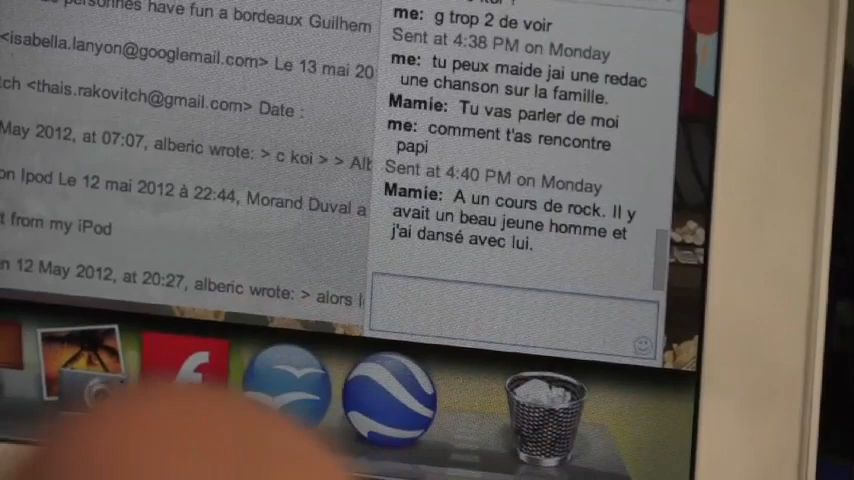 personnes have fun a bordeaux Guilhem
<isabella.lanyon@googlemail.com> Le 13 mai 20
tch <thais.rakovitch@gmail.com> Date :
May 2012, at 07:07, alberic wrote: > c koi > > Alb
on Ipod Le 12 mai 2012 à 22:44, Morand Duval a
t from my iPod
n 12 May 2012, at 20:27, alberic wrote: > alors l
me: g trop 2 de voir
Sent at 4:38 PM on Monday
me: tu peux maide jai une redac
une chanson sur la famille.
Mamie: Tu vas parler de moi
me: comment t'as rencontre
papi
Sent at 4:40 PM on Monday
Mamie: A un cours de rock. Il y
avait un beau jeune homme et
j'ai dansé avec lui.